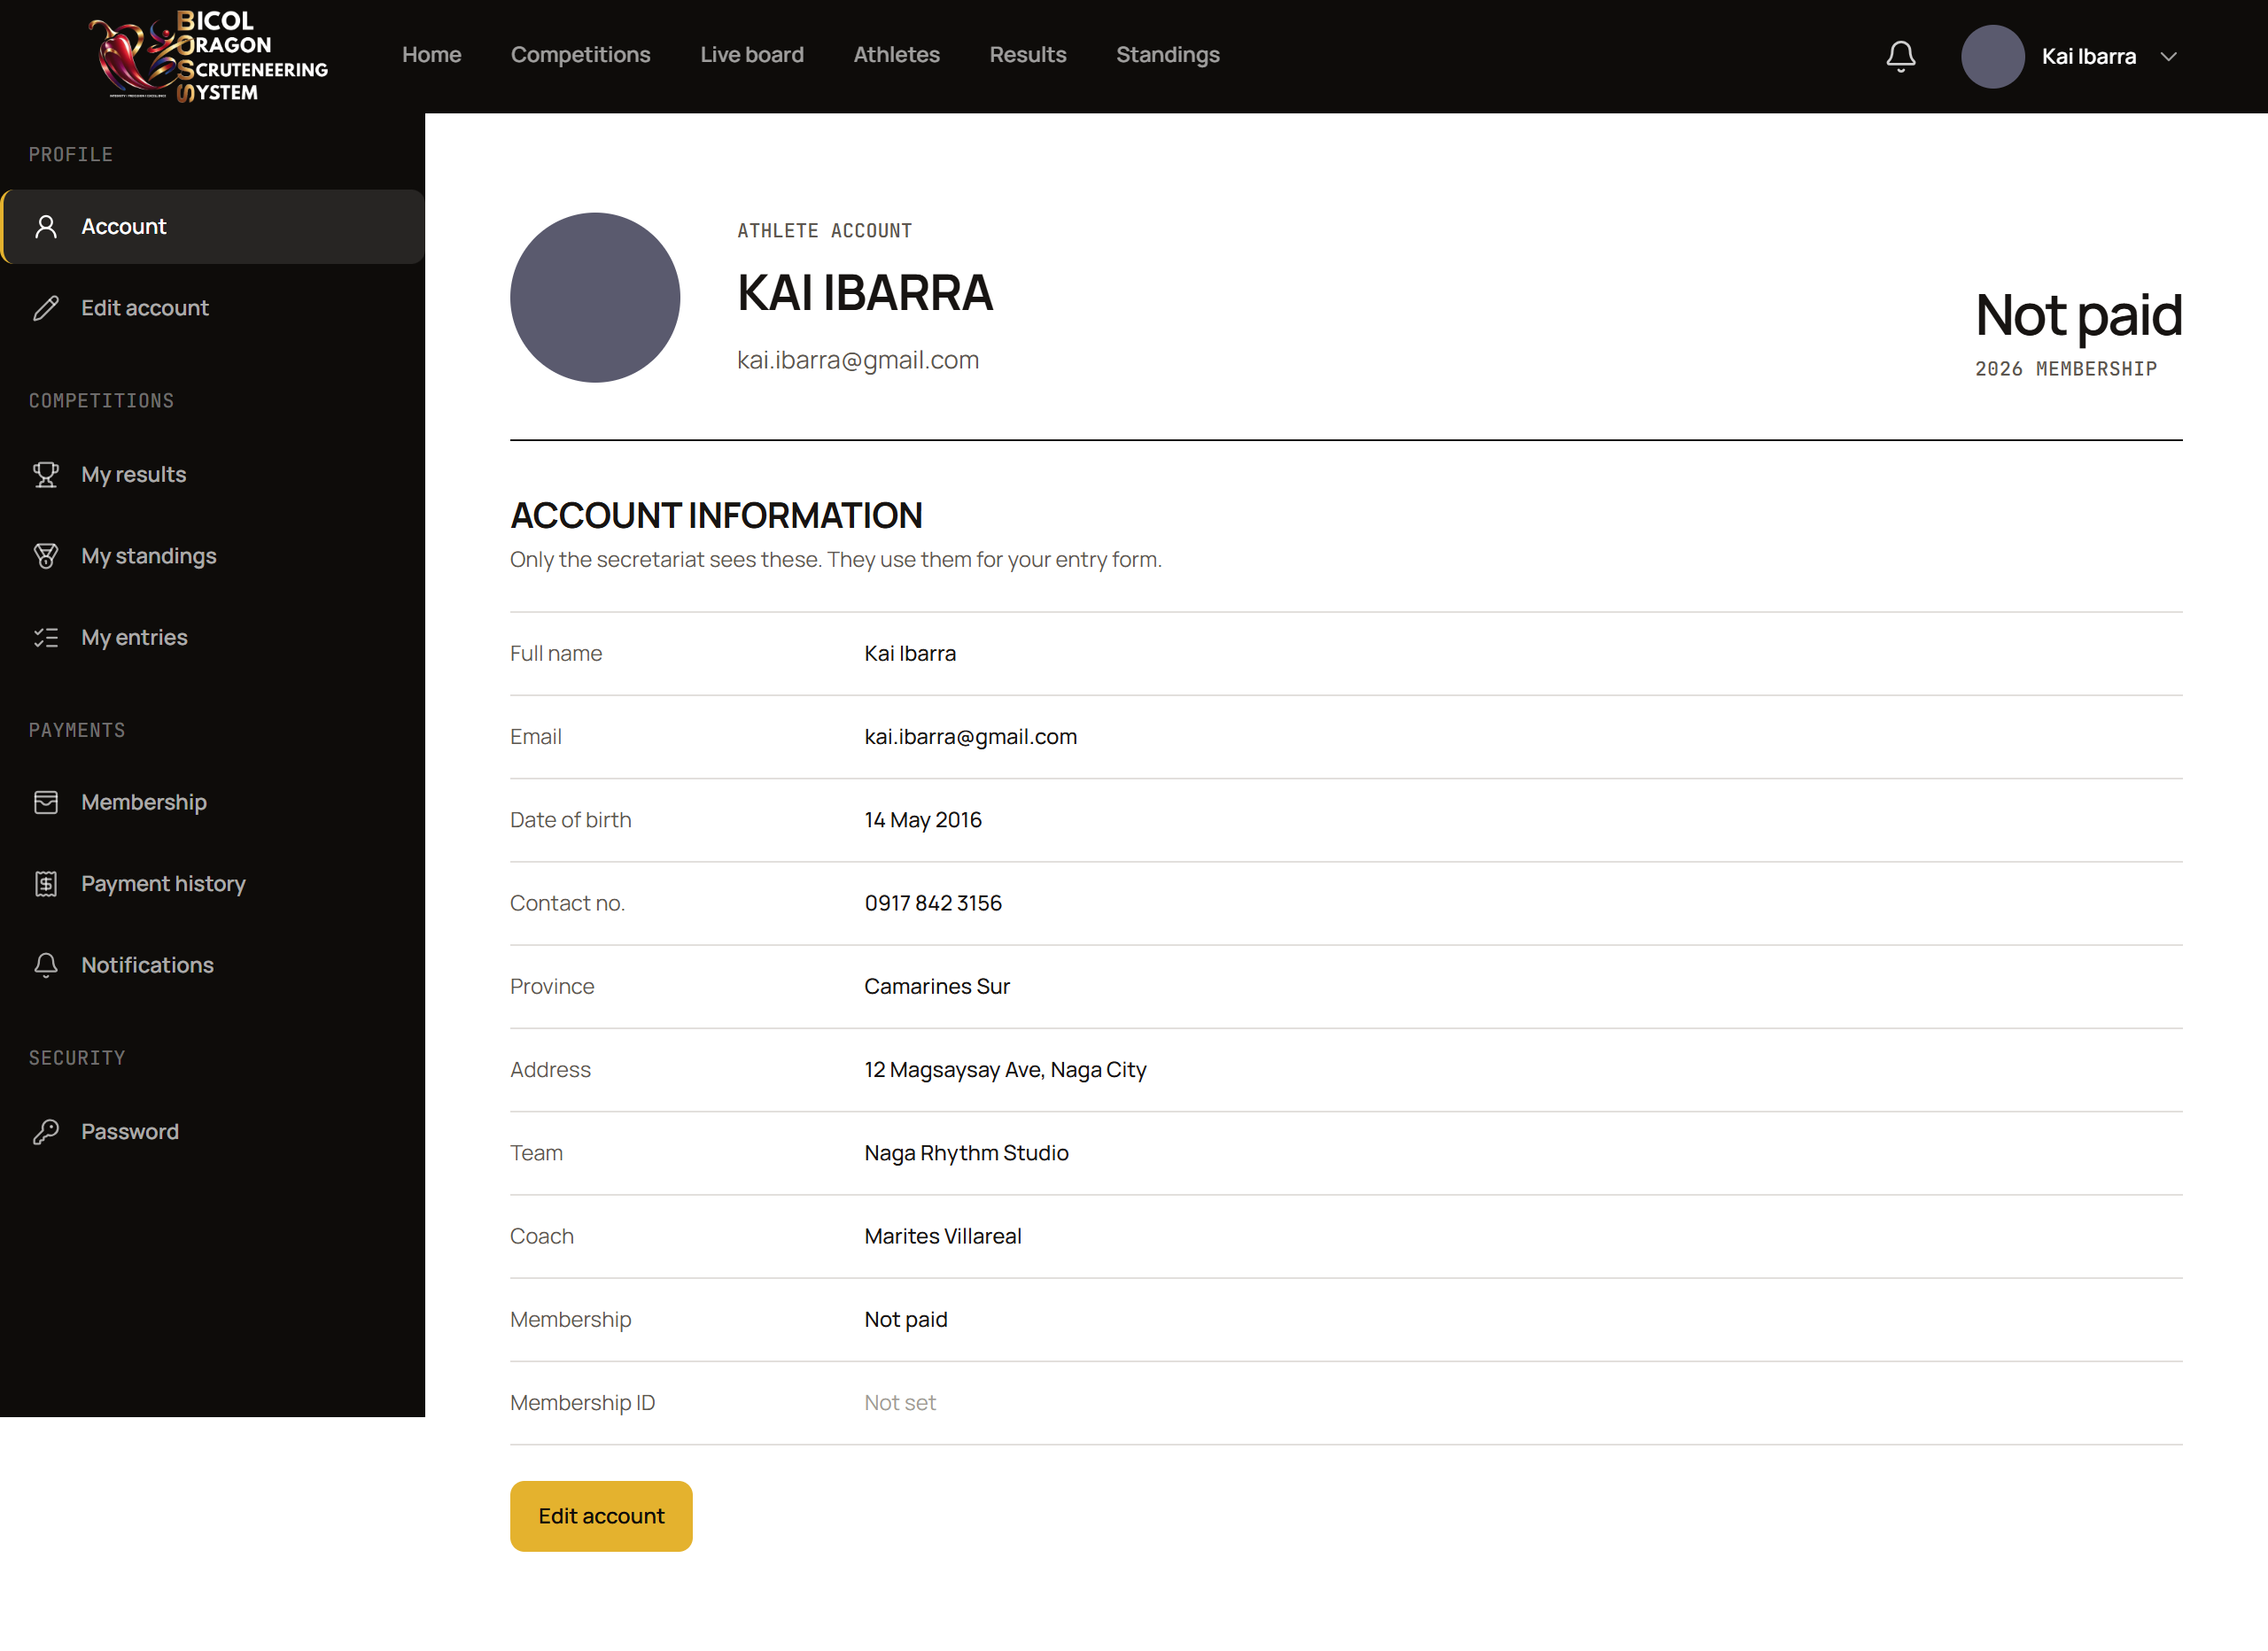 BICOL
DRAGON
SCRUTENEERING
SYSTEM
Home
Competitions
Live board
Athletes
Results
Standings
Kai Ibarra
PROFILE
Account
Edit account
COMPETITIONS
My results
My standings
My entries
PAYMENTS
Membership
Payment history
Notifications
SECURITY
Password
ATHLETE ACCOUNT
KAI IBARRA
kai.ibarra@gmail.com
Not paid
2026 MEMBERSHIP
ACCOUNT INFORMATION
Only the secretariat sees these. They use them for your entry form.
Full name Kai Ibarra
Email kai.ibarra@gmail.com
Date of birth 14 May 2016
Contact no. 0917 842 3156
Province Camarines Sur
Address 12 Magsaysay Ave, Naga City
Team Naga Rhythm Studio
Coach Marites Villareal
Membership Not paid
Membership ID Not set
Edit account